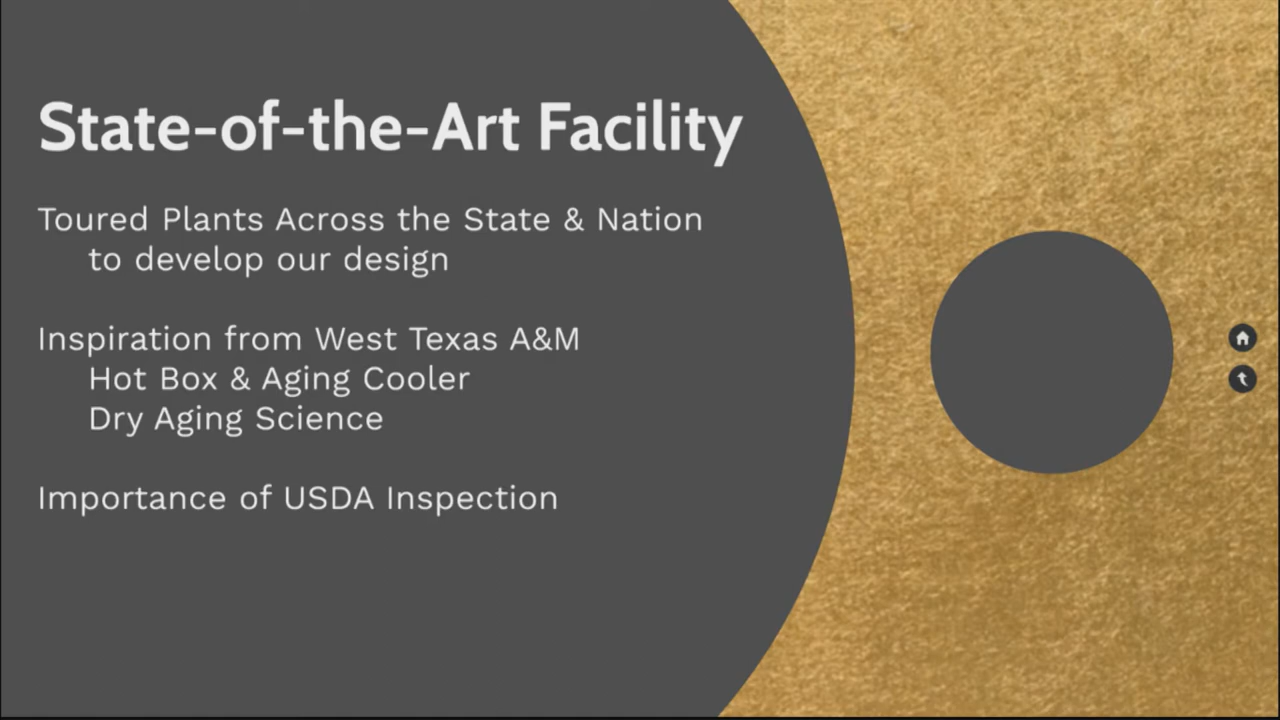 State-of-the-Art Facility
Toured Plants Across the State & Nation
to develop our design
Inspiration from West Texas A&M
Hot Box & Aging Cooler
Dry Aging Science
Importance of USDA Inspection